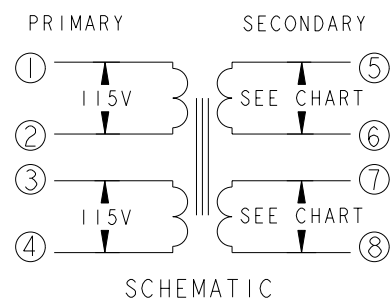 PRIMARY SECONDARY
1 5
115V SEE CHART
2 6
3 7
115V SEE CHART
4 8
SCHEMATIC